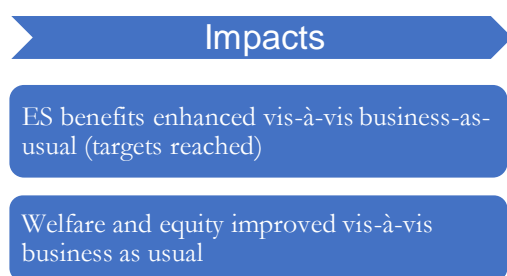 Impacts
ES benefits enhanced vis-à-vis business-as-
usual (targets reached)
Welfare and equity improved vis-à-vis
business as usual